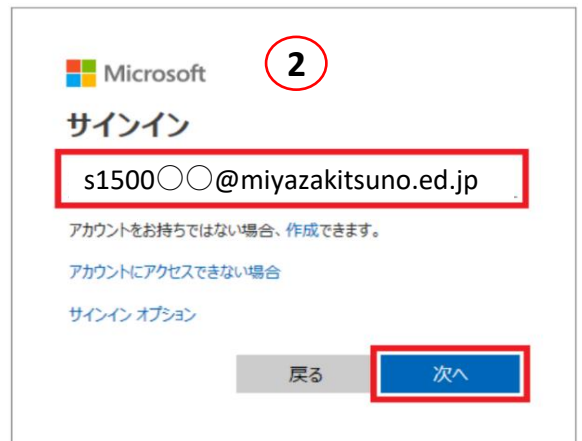 Microsoft
2
サインイン
s1500○○@miyazakitsuno.ed.jp
アカウントをお持ちではない場合、作成できます。
アカウントにアクセスできない場合
サインイン オプション
戻る
次へ